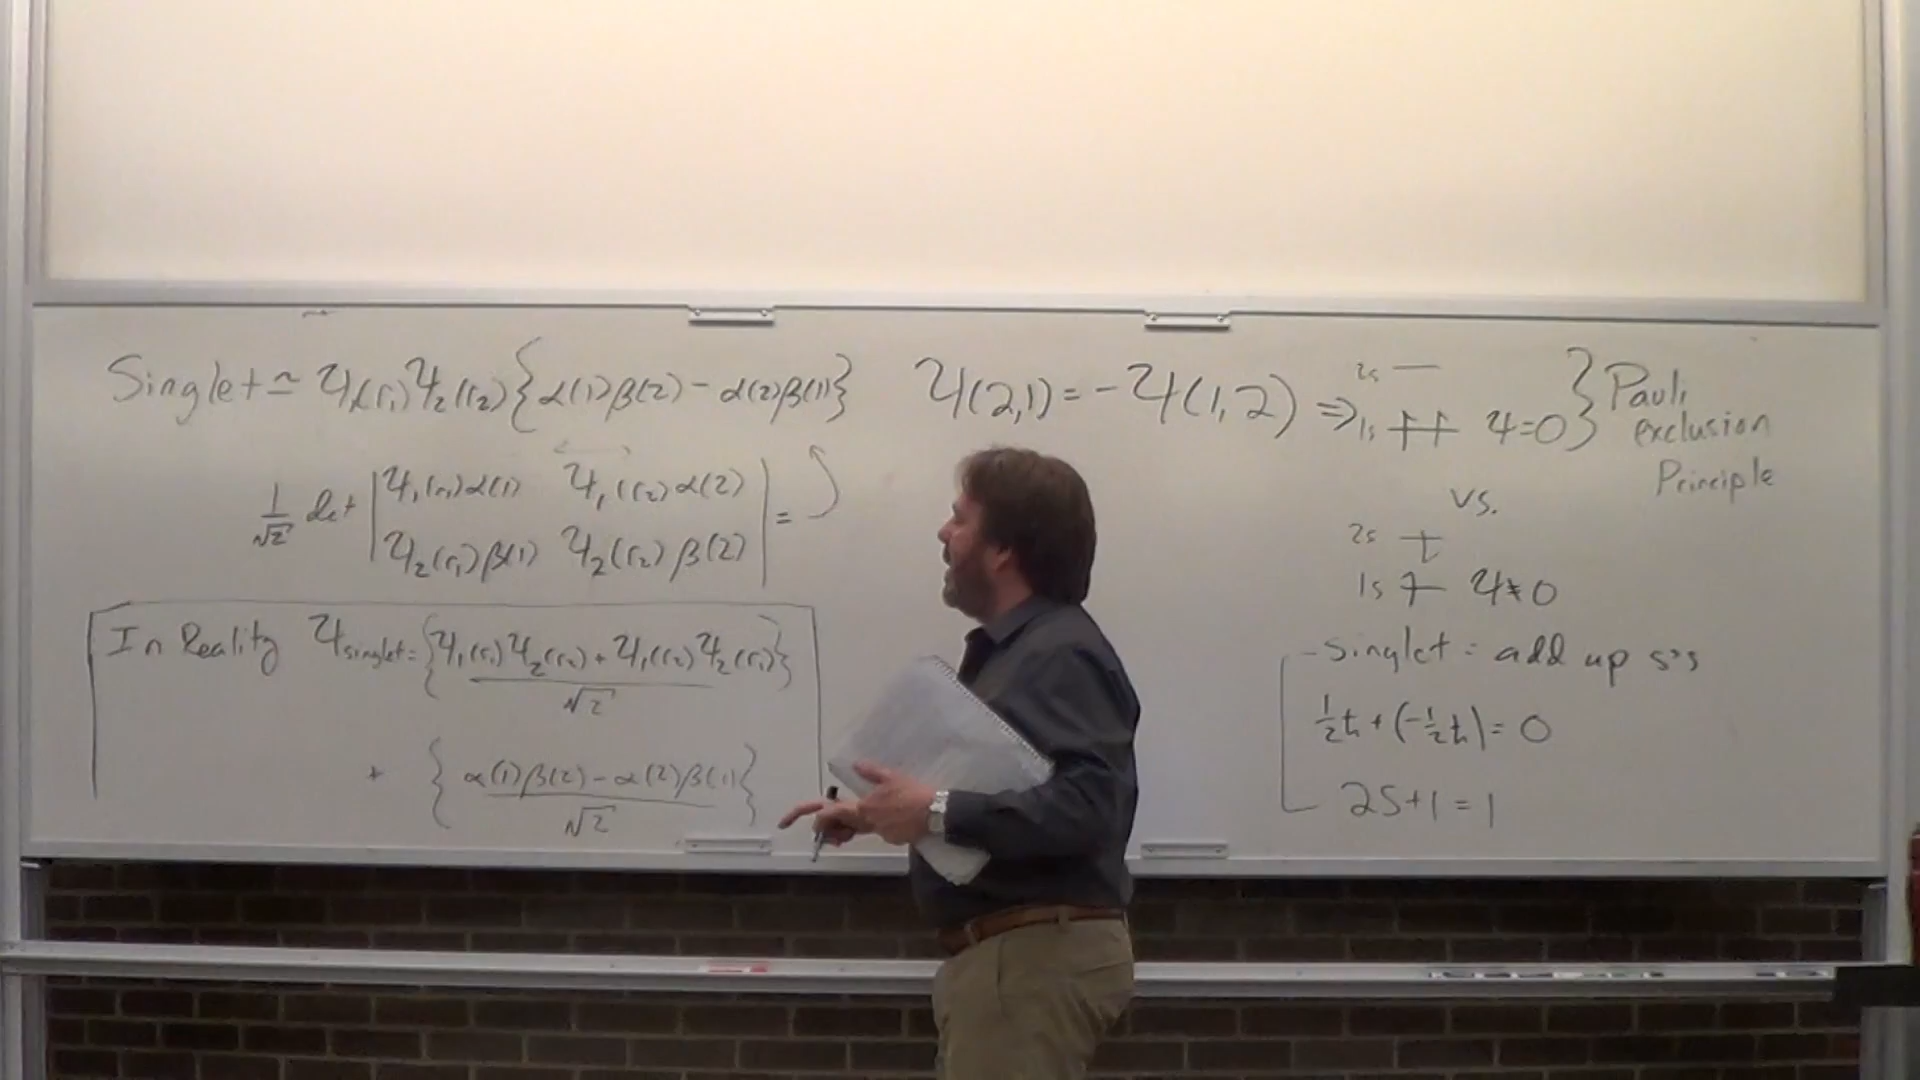 Singlet ≃ Ψ₁(r₁)Ψ₂(r₂){α(1)β(2) - α(2)β(1)}
1/√2 det |Ψ₁(r₁)α(1) Ψ₁(r₂)α(2)| =
|Ψ₂(r₁)β(1) Ψ₂(r₂)β(2)|
In Reality Ψsinglet = {Ψ₁(r₁)Ψ₂(r₂) + Ψ₁(r₂)Ψ₂(r₁)}
√2
+ {α(1)β(2) - α(2)β(1)}
√2
Ψ(2,1) = -Ψ(1,2) ⇒
2s —
1s Ψ=0
} Pauli
exclusion
Principle
vs.
2s
1s Ψ≠0
- Singlet: add up s's
½ħ + (-½ħ) = 0
2S+1 = 1